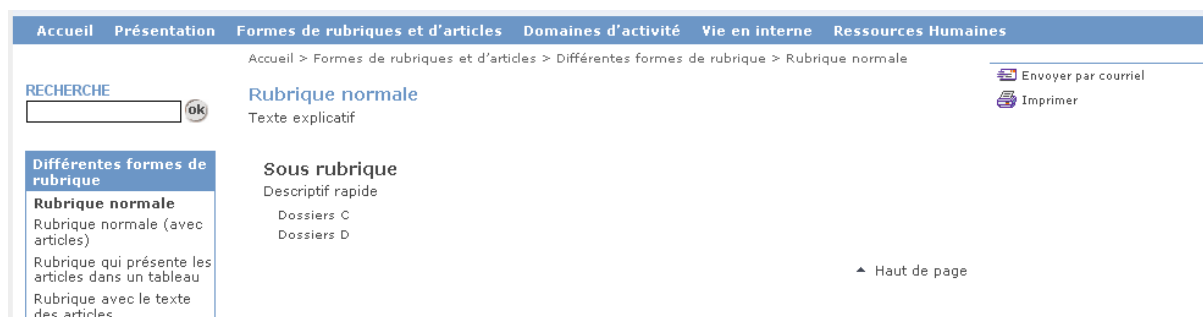 Accueil Présentation Formes de rubriques et d'articles Domaines d'activité Vie en interne Ressources Humaines
Accueil > Formes de rubriques et d'articles > Différentes formes de rubrique > Rubrique normale
Envoyer par courriel
Imprimer
RECHERCHE
ok
Rubrique normale
Texte explicatif
Différentes formes de
rubrique
Rubrique normale
Rubrique normale (avec
articles)
Rubrique qui présente les
articles dans un tableau
Rubrique avec le texte
des articles
Sous rubrique
Descriptif rapide
Dossiers C
Dossiers D
Haut de page